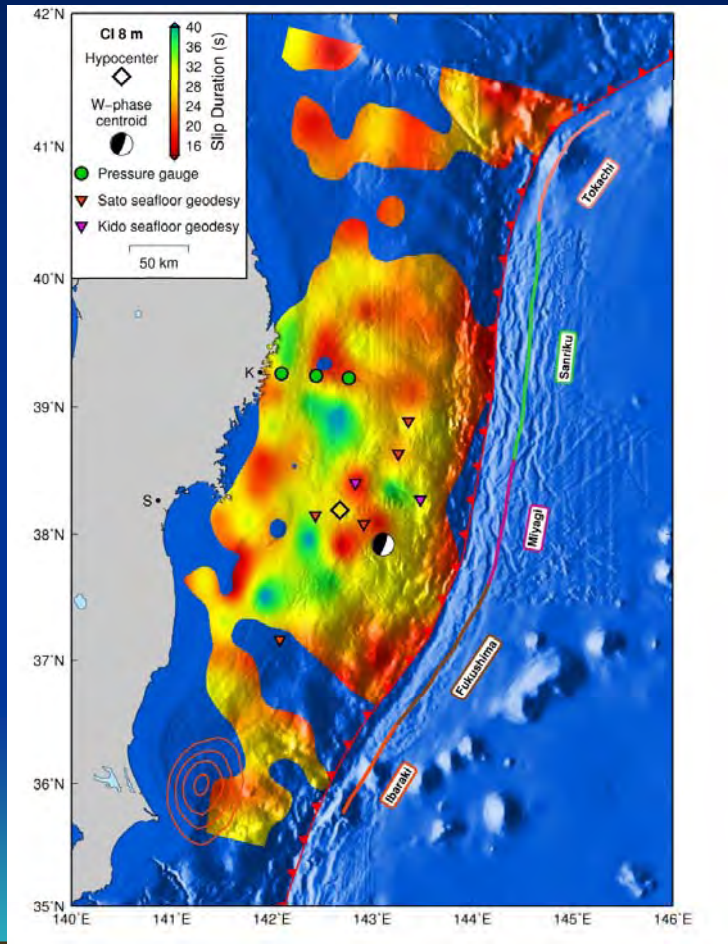 CI 8 m
Hypocenter
W-phase
centroid
40
36
32
28
24
20
16
Slip Duration (s)
Pressure gauge
Sato seafloor geodesy
Kido seafloor geodesy
50 km
42˚N
41˚N
40˚N
39˚N
38˚N
37˚N
36˚N
35˚N
K
S
Tokachi
Sanriku
Miyagi
Fukushima
Ibaraki
140˚E
141˚E
142˚E
143˚E
144˚E
145˚E
146˚E